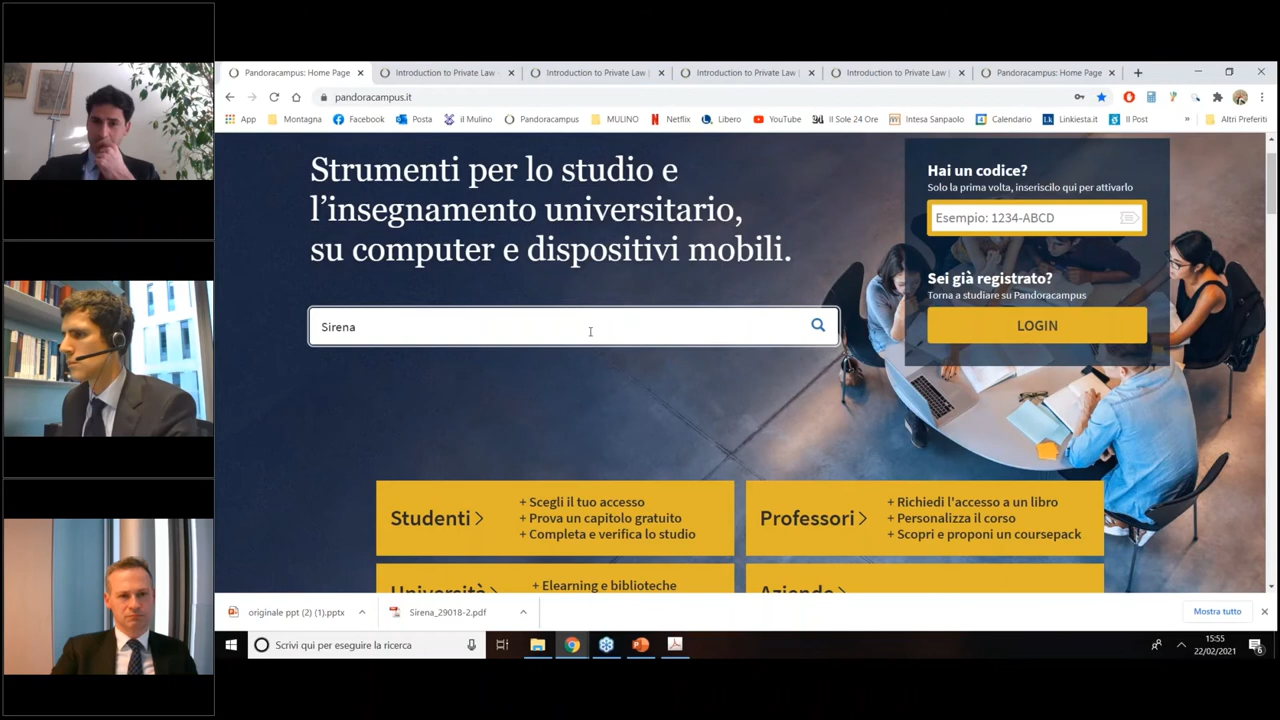 Pandoracampus: Home Page
Introduction to Private Law
Introduction to Private Law
Introduction to Private Law
Introduction to Private Law
Pandoracampus: Home Page
pandoracampus.it
App
Montagna
Facebook
Posta
il Mulino
Pandoracampus
MULINO
Netflix
Libero
YouTube
Il Sole 24 Ore
Intesa Sanpaolo
Calendario
Linkiesta.it
Il Post
»
Altri Preferiti
Strumenti per lo studio e
l'insegnamento universitario,
su computer e dispositivi mobili.
Sirena
Hai un codice?
Solo la prima volta, inseriscilo qui per attivarlo
Esempio: 1234-ABCD
Sei già registrato?
Torna a studiare su Pandoracampus
LOGIN
Studenti
+ Scegli il tuo accesso
+ Prova un capitolo gratuito
+ Completa e verifica lo studio
Professori
+ Richiedi l'accesso a un libro
+ Personalizza il corso
+ Scopri e proponi un coursepack
Università
+ Elearning e biblioteche
Aziende
originale ppt (2) (1).pptx
Sirena_29018-2.pdf
Mostra tutto
Scrivi qui per eseguire la ricerca
15:55
22/02/2021
6